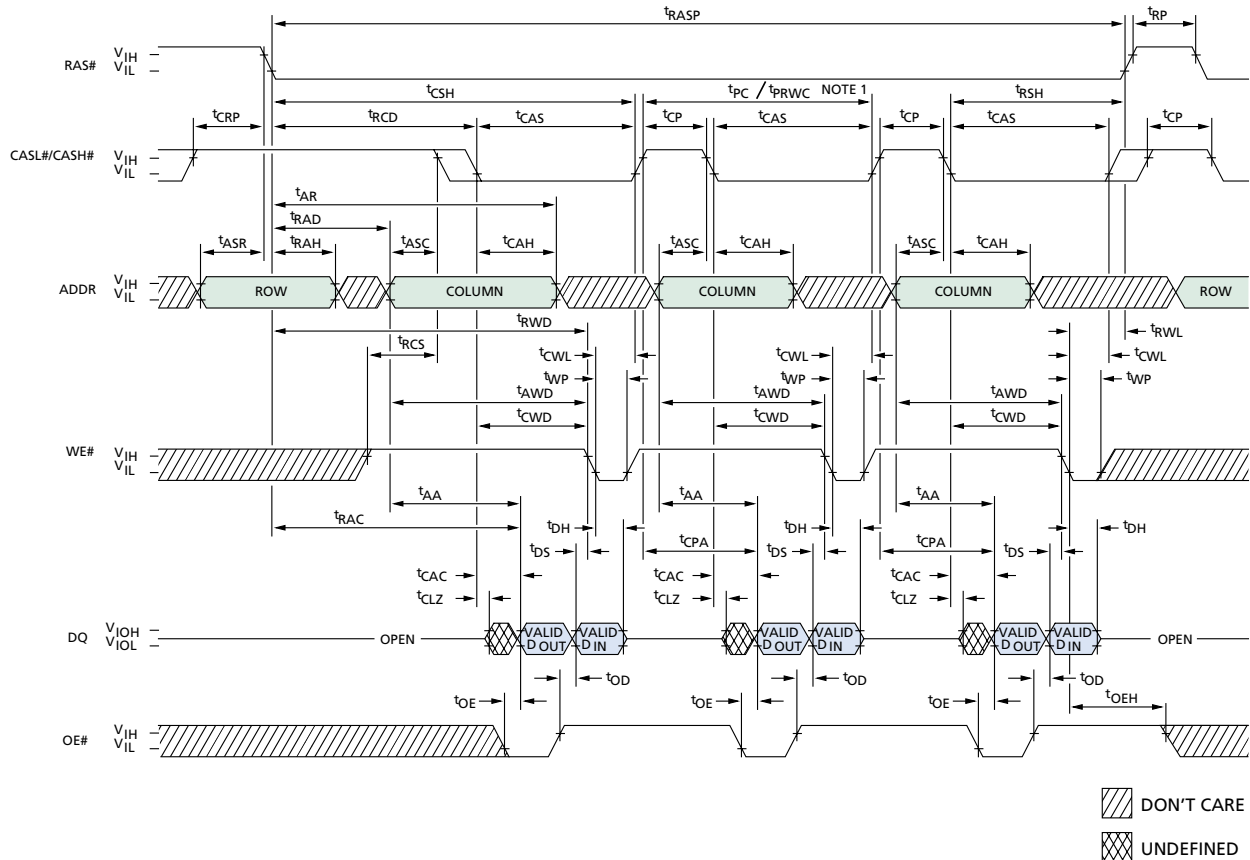 tRASP tRP
RAS# VIH
VIL
tCSH tPC / tPRWC NOTE 1 tRSH
tCRP tRCD tCAS tCP tCAS tCP tCAS tCP
CASL#/CASH# VIH
VIL
tAR
tRAD
tASR tRAH tASC tCAH tASC tCAH tASC tCAH
ADDR VIH
VIL
ROW COLUMN COLUMN COLUMN ROW
tRWD tRWL
tRCS tCWL tCWL tCWL
tWP tWP tWP
tAWD tAWD tAWD
tCWD tCWD tCWD
WE# VIH
VIL
tAA tAA tAA
tRAC tDH tDH tDH
tCPA tCPA
tDS tDS tDS
tCAC tCAC tCAC
tCLZ tCLZ tCLZ
DQ VIOH
VIOL
OPEN VALID DOUT VALID DIN VALID DOUT VALID DIN VALID DOUT VALID DIN OPEN
tOD tOD tOD
tOE tOE tOE tOEH
OE# VIH
VIL
DON'T CARE
UNDEFINED